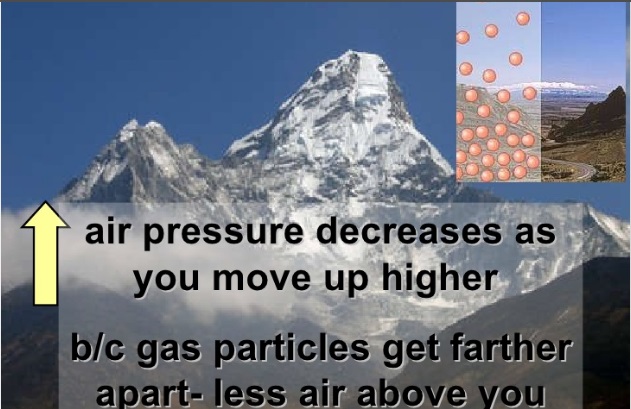 air pressure decreases as
you move up higher
b/c gas particles get farther
apart- less air above you